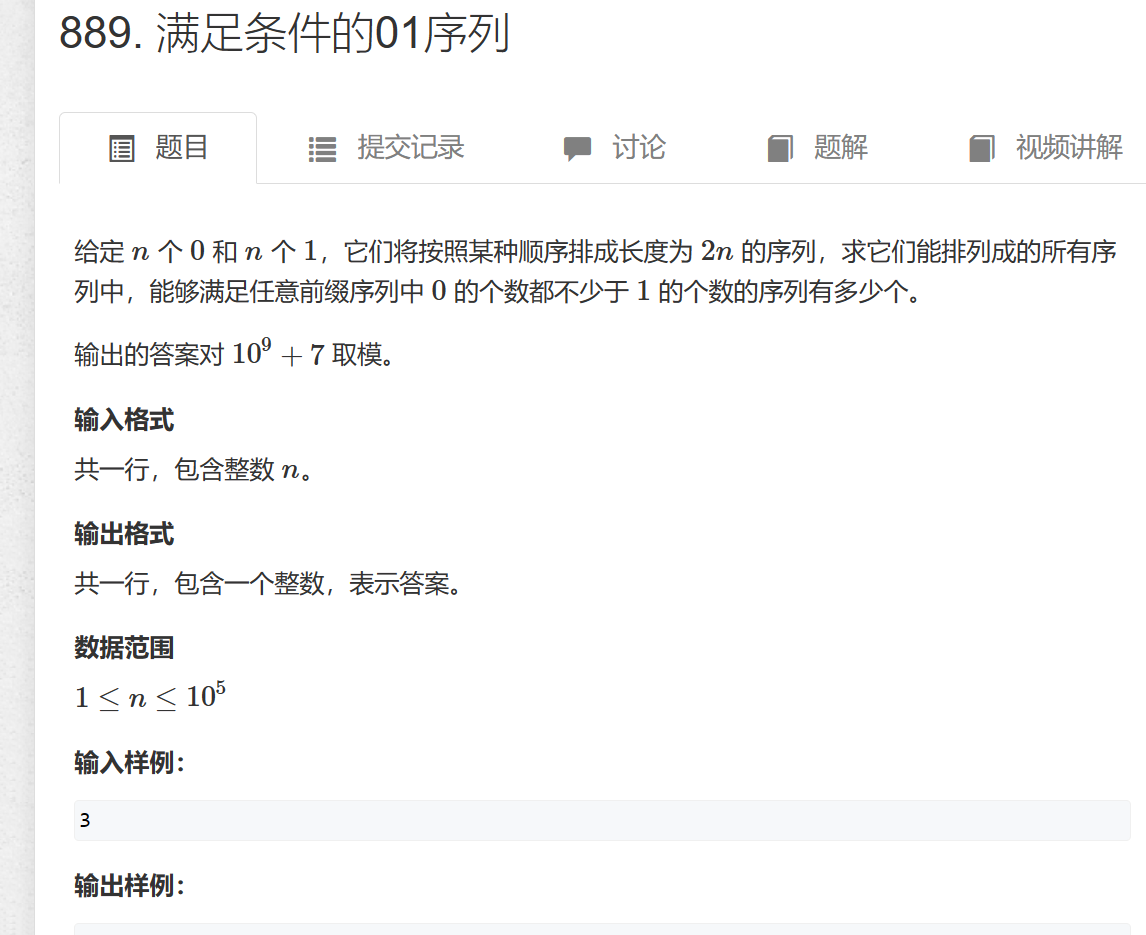 889. 满足条件的01序列
题目 提交记录 讨论 题解 视频讲解
给定 n 个 0 和 n 个 1，它们将按照某种顺序排成长度为 2n 的序列，求它们能排列成的所有序
列中，能够满足任意前缀序列中 0 的个数都不少于 1 的个数的序列有多少个。
输出的答案对 10⁹ + 7 取模。
输入格式
共一行，包含整数 n。
输出格式
共一行，包含一个整数，表示答案。
数据范围
1 ≤ n ≤ 10⁵
输入样例：
3
输出样例：